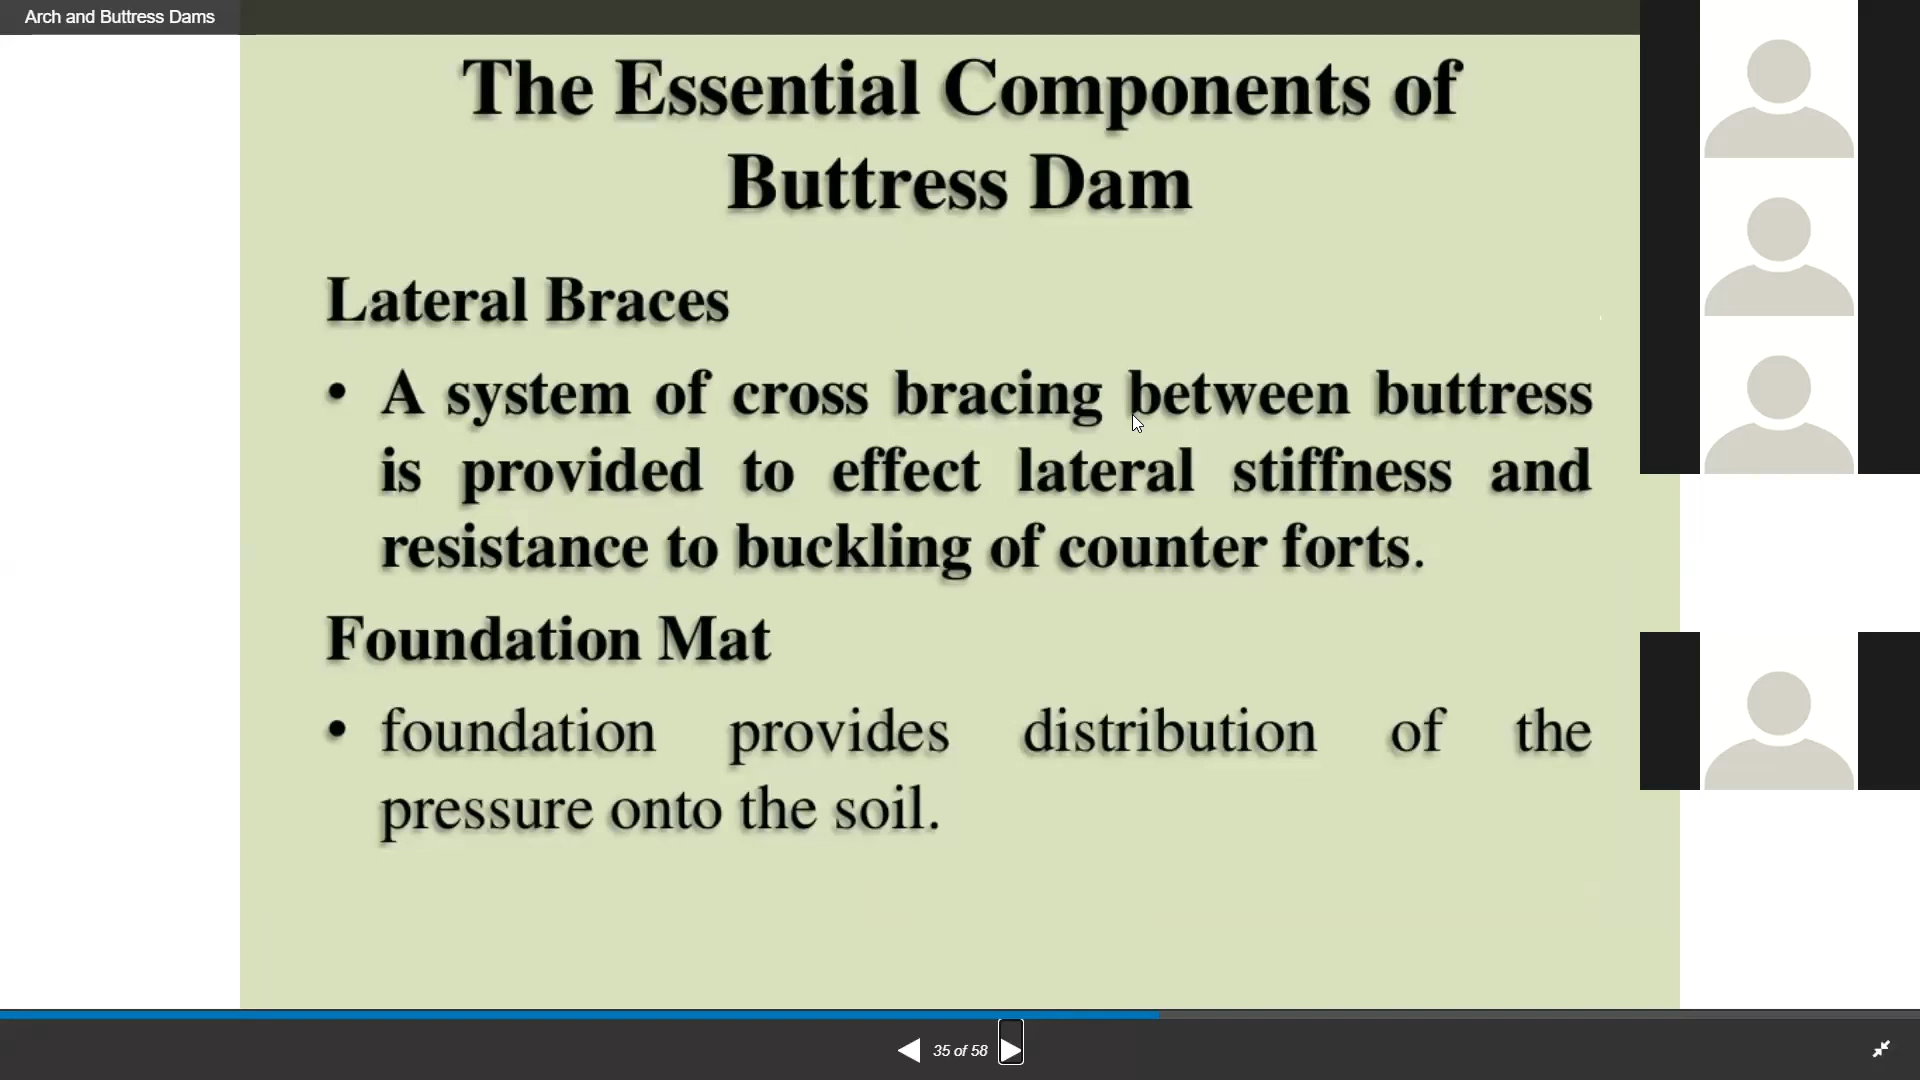 Arch and Buttress Dams
The Essential Components of
Buttress Dam
Lateral Braces
• A system of cross bracing between buttress
is provided to effect lateral stiffness and
resistance to buckling of counter forts.
Foundation Mat
• foundation provides distribution of the
pressure onto the soil.
35 of 58